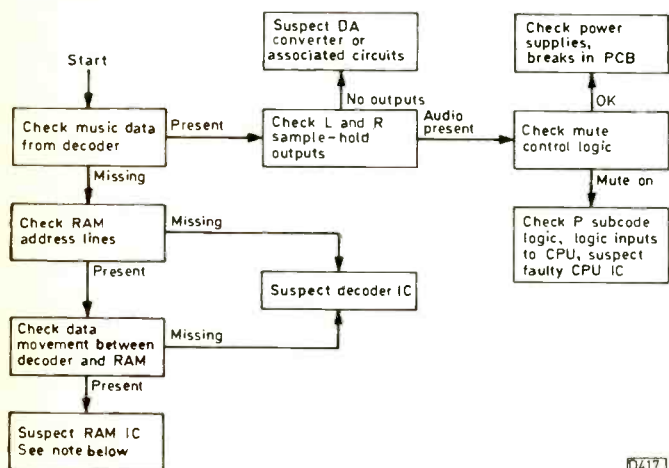 Start
Check music data
from decoder
Present
Missing
Suspect DA
converter or
associated circuits
No outputs
Check L and R
sample-hold
outputs
Audio
present
Check power
supplies,
breaks in PCB
OK
Check mute
control logic
Mute on
Check P subcode
logic, logic inputs
to CPU, suspect
faulty CPU IC
Check RAM
address lines
Missing
Present
Suspect decoder IC
Check data
movement between
decoder and RAM
Missing
Present
Suspect RAM IC
See note below
D417